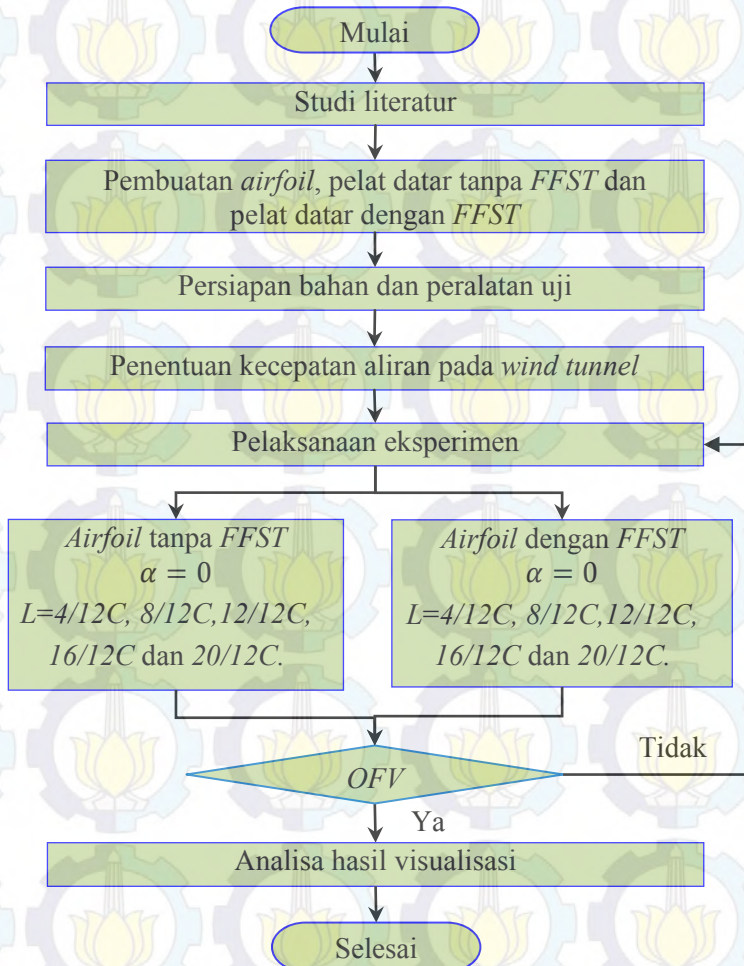 Mulai
Studi literatur
Pembuatan airfoil, pelat datar tanpa FFST dan
pelat datar dengan FFST
Persiapan bahan dan peralatan uji
Penentuan kecepatan aliran pada wind tunnel
Pelaksanaan eksperimen
Airfoil tanpa FFST
α = 0
L=4/12C, 8/12C,12/12C,
16/12C dan 20/12C.
Airfoil dengan FFST
α = 0
L=4/12C, 8/12C,12/12C,
16/12C dan 20/12C.
OFV
Tidak
Ya
Analisa hasil visualisasi
Selesai